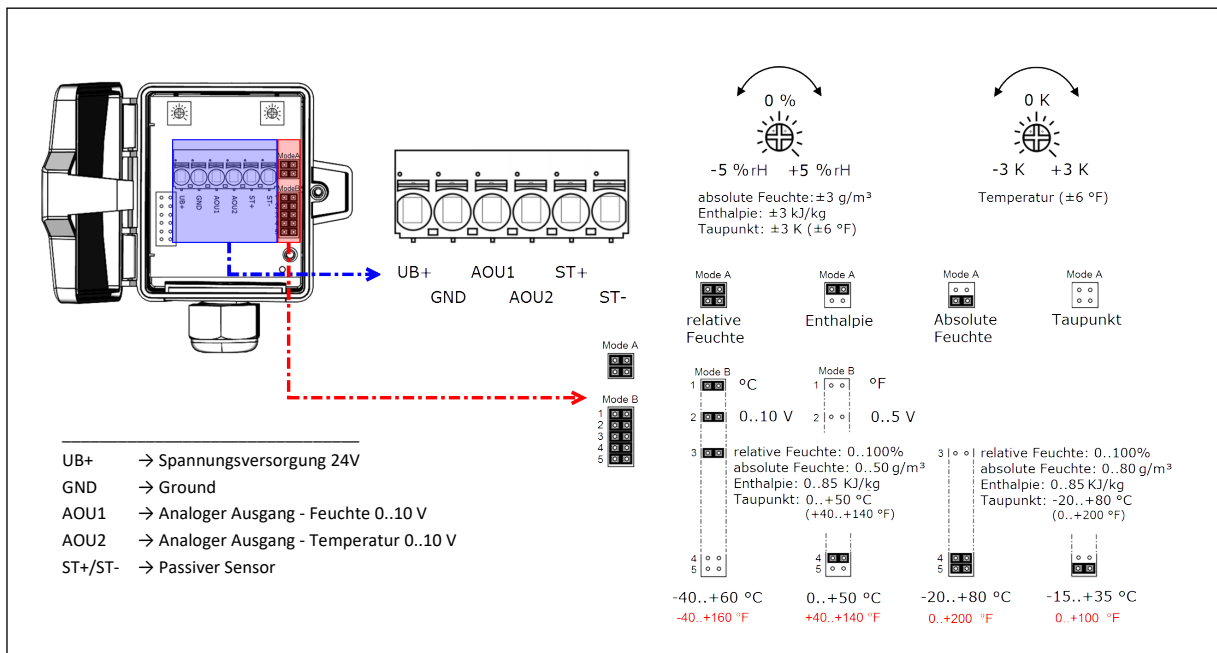 ModeA
ModeB
UB+
GND
AOU1
AOU2
ST+
ST-
UB+ AOU1 ST+
GND AOU2 ST-
Mode A
Mode B
1
2
3
4
5
UB+ → Spannungsversorgung 24V
GND → Ground
AOU1 → Analoger Ausgang - Feuchte 0..10 V
AOU2 → Analoger Ausgang - Temperatur 0..10 V
ST+/ST- → Passiver Sensor
0 %
-5 %rH +5 %rH
absolute Feuchte: ±3 g/m³
Enthalpie: ±3 kJ/kg
Taupunkt: ±3 K (±6 °F)
0 K
-3 K +3 K
Temperatur (±6 °F)
Mode A
relative
Feuchte
Mode A
Enthalpie
Mode A
Absolute
Feuchte
Mode A
Taupunkt
Mode B
1 °C
2 0..10 V
Mode B
1 °F
2 0..5 V
3 relative Feuchte: 0..100%
absolute Feuchte: 0..50 g/m³
Enthalpie: 0..85 KJ/kg
Taupunkt: 0..+50 °C
(+40..+140 °F)
3 relative Feuchte: 0..100%
absolute Feuchte: 0..80 g/m³
Enthalpie: 0..85 KJ/kg
Taupunkt: -20..+80 °C
(0..+200 °F)
4
5
-40..+60 °C
-40..+160 °F
4
5
0..+50 °C
+40..+140 °F
4
5
-20..+80 °C
0..+200 °F
4
5
-15..+35 °C
0..+100 °F